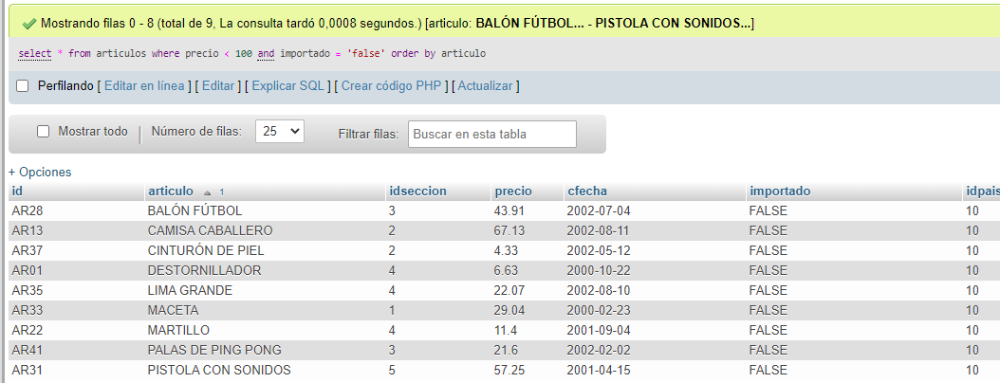 Mostrando filas 0 - 8 (total de 9, La consulta tardó 0,0008 segundos.) [articulo: BALÓN FÚTBOL... - PISTOLA CON SONIDOS...]
select * from articulos where precio < 100 and importado = 'false' order by articulo
Perfilando [ Editar en línea ] [ Editar ] [ Explicar SQL ] [ Crear código PHP ] [ Actualizar ]
Mostrar todo | Número de filas: 25 Filtrar filas: Buscar en esta tabla
+ Opciones
id articulo 1 idseccion precio cfecha importado idpais
AR28 BALÓN FÚTBOL 3 43.91 2002-07-04 FALSE 10
AR13 CAMISA CABALLERO 2 67.13 2002-08-11 FALSE 10
AR37 CINTURÓN DE PIEL 2 4.33 2002-05-12 FALSE 10
AR01 DESTORNILLADOR 4 6.63 2000-10-22 FALSE 10
AR35 LIMA GRANDE 4 22.07 2002-08-10 FALSE 10
AR33 MACETA 1 29.04 2000-02-23 FALSE 10
AR22 MARTILLO 4 11.4 2001-09-04 FALSE 10
AR41 PALAS DE PING PONG 3 21.6 2002-02-02 FALSE 10
AR31 PISTOLA CON SONIDOS 5 57.25 2001-04-15 FALSE 10